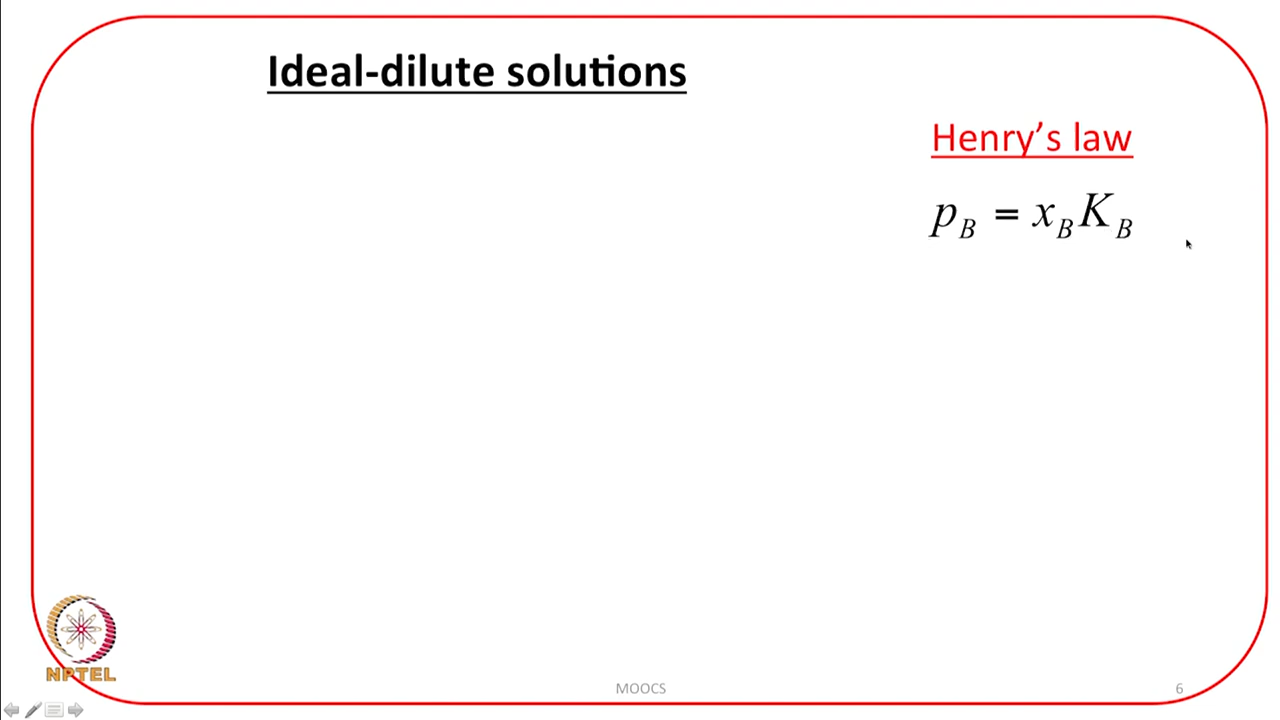 Ideal-dilute solutions
Henry’s law
p_B = x_B K_B
NPTEL
MOOCS
6